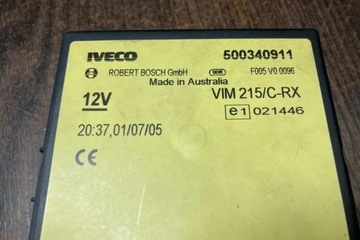 IVECO 500340911
ROBERT BOSCH GmbH F005 V0 0096
Made in Australia
12V VIM 215/C-RX
e1 021446
20:37,01/07/05
CE